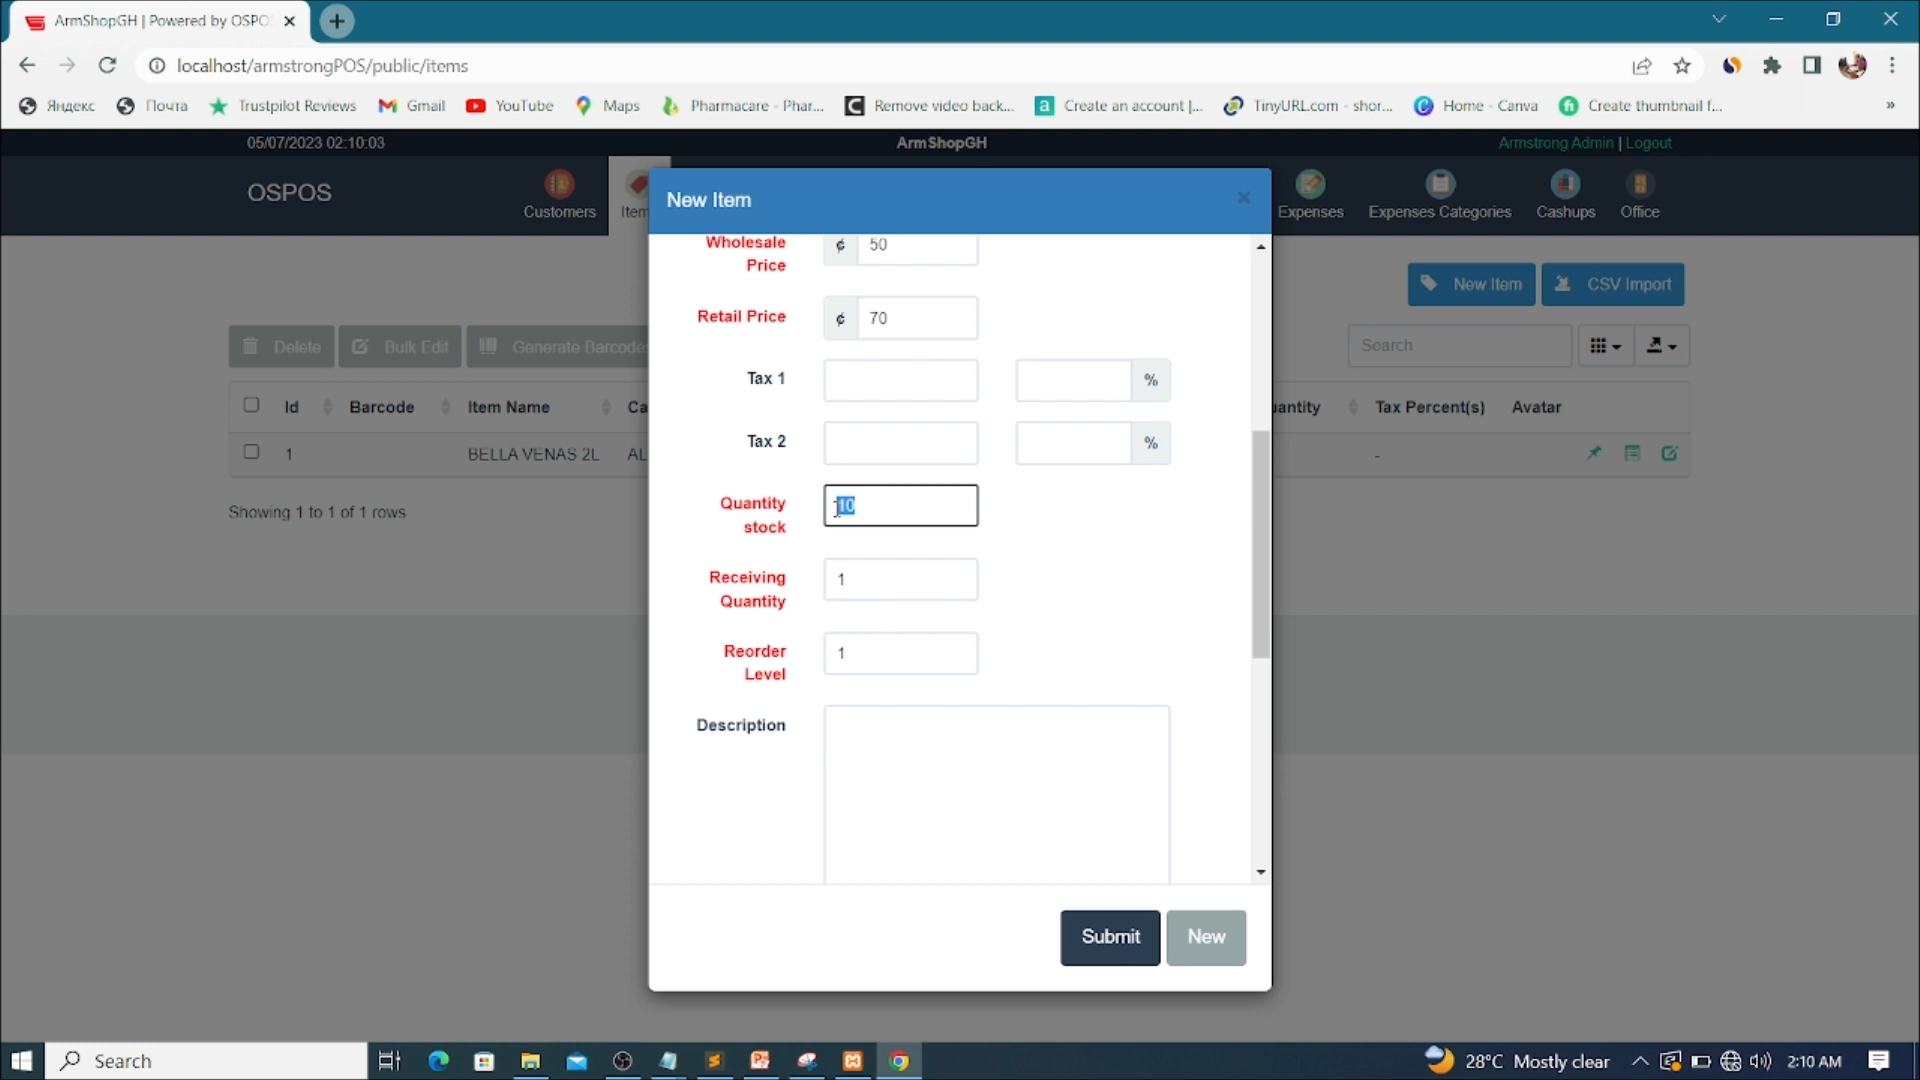 ArmShopGH | Powered by OSPO
localhost/armstrongPOS/public/items
Яндекс Почта Trustpilot Reviews Gmail YouTube Maps Pharmacare - Phar... Remove video back... Create an account |... TinyURL.com - shor... Home - Canva Create thumbnail f... »
05/07/2023 02:10:03 ArmShopGH Armstrong Admin | Logout
OSPOS Customers Item Expenses Expenses Categories Cashups Office
New Item ×
New Item CSV Import
Delete Bulk Edit Generate Barcodes Search
Id Barcode Item Name Ca uantity Tax Percent(s) Avatar
1 BELLA VENAS 2L AL -
Showing 1 to 1 of 1 rows
Wholesale
Price ¢ 50
Retail Price ¢ 70
Tax 1 %
Tax 2 %
Quantity
stock 10
Receiving
Quantity 1
Reorder
Level 1
Description
Submit New
Search 28°C Mostly clear 2:10 AM